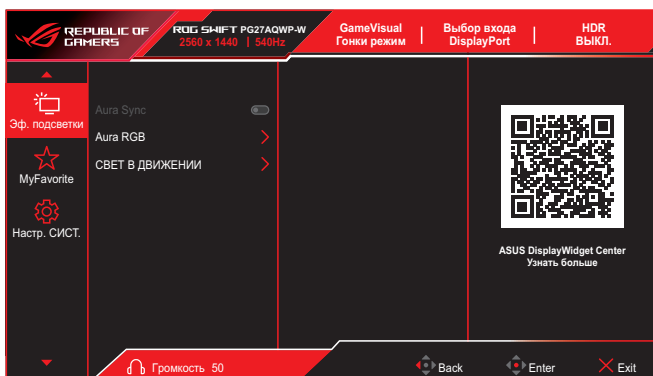 REPUBLIC OF
GAMERS
ROG SWIFT PG27AQWP-W
2560 x 1440 | 540Hz
GameVisual
Гонки режим
Выбор входа
DisplayPort
HDR
ВЫКЛ.
Эф. подсветки
MyFavorite
Настр. СИСТ.
Aura Sync
Aura RGB
СВЕТ В ДВИЖЕНИИ
ASUS DisplayWidget Center
Узнать больше
Громкость 50
Back
Enter
Exit